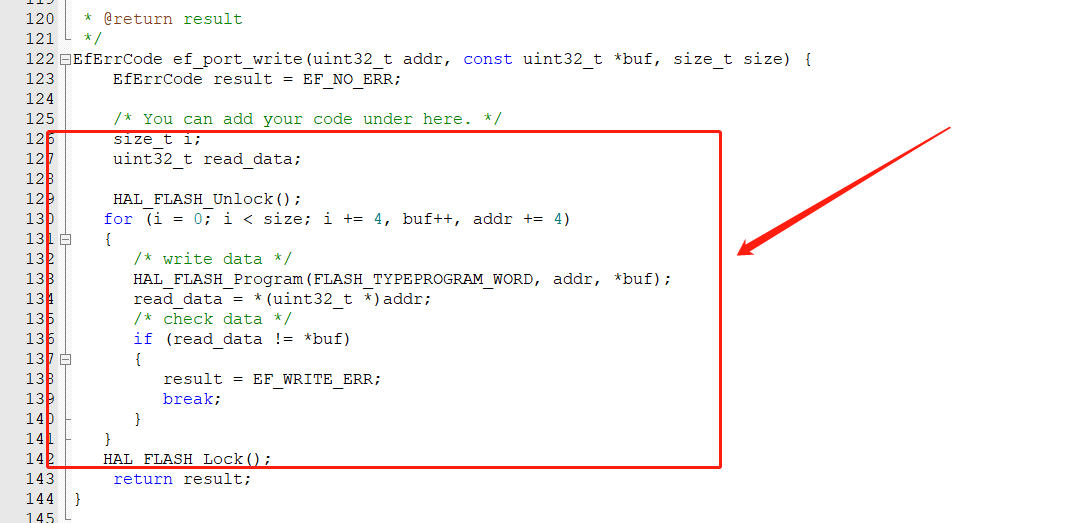 119
120 * @return result
121 */
122 EfErrCode ef_port_write(uint32_t addr, const uint32_t *buf, size_t size) {
123 EfErrCode result = EF_NO_ERR;
124
125 /* You can add your code under here. */
126 size_t i;
127 uint32_t read_data;
128
129 HAL_FLASH_Unlock();
130 for (i = 0; i < size; i += 4, buf++, addr += 4)
131 {
132 /* write data */
133 HAL_FLASH_Program(FLASH_TYPEPROGRAM_WORD, addr, *buf);
134 read_data = *(uint32_t *)addr;
135 /* check data */
136 if (read_data != *buf)
137 {
138 result = EF_WRITE_ERR;
139 break;
140 }
141 }
142 HAL_FLASH_Lock();
143 return result;
144 }
145